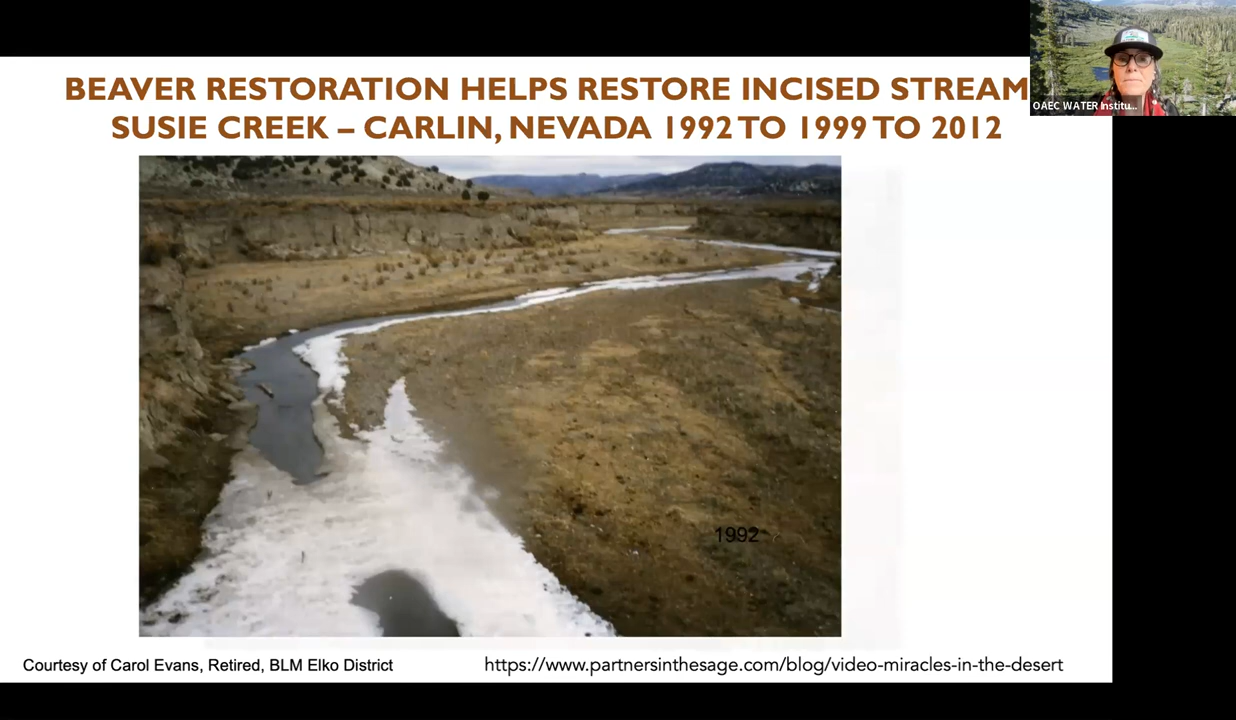 BEAVER RESTORATION HELPS RESTORE INCISED STREAM
SUSIE CREEK – CARLIN, NEVADA 1992 TO 1999 TO 2012
OAEC WATER Institu...
1992
Courtesy of Carol Evans, Retired, BLM Elko District
https://www.partnersinthesage.com/blog/video-miracles-in-the-desert